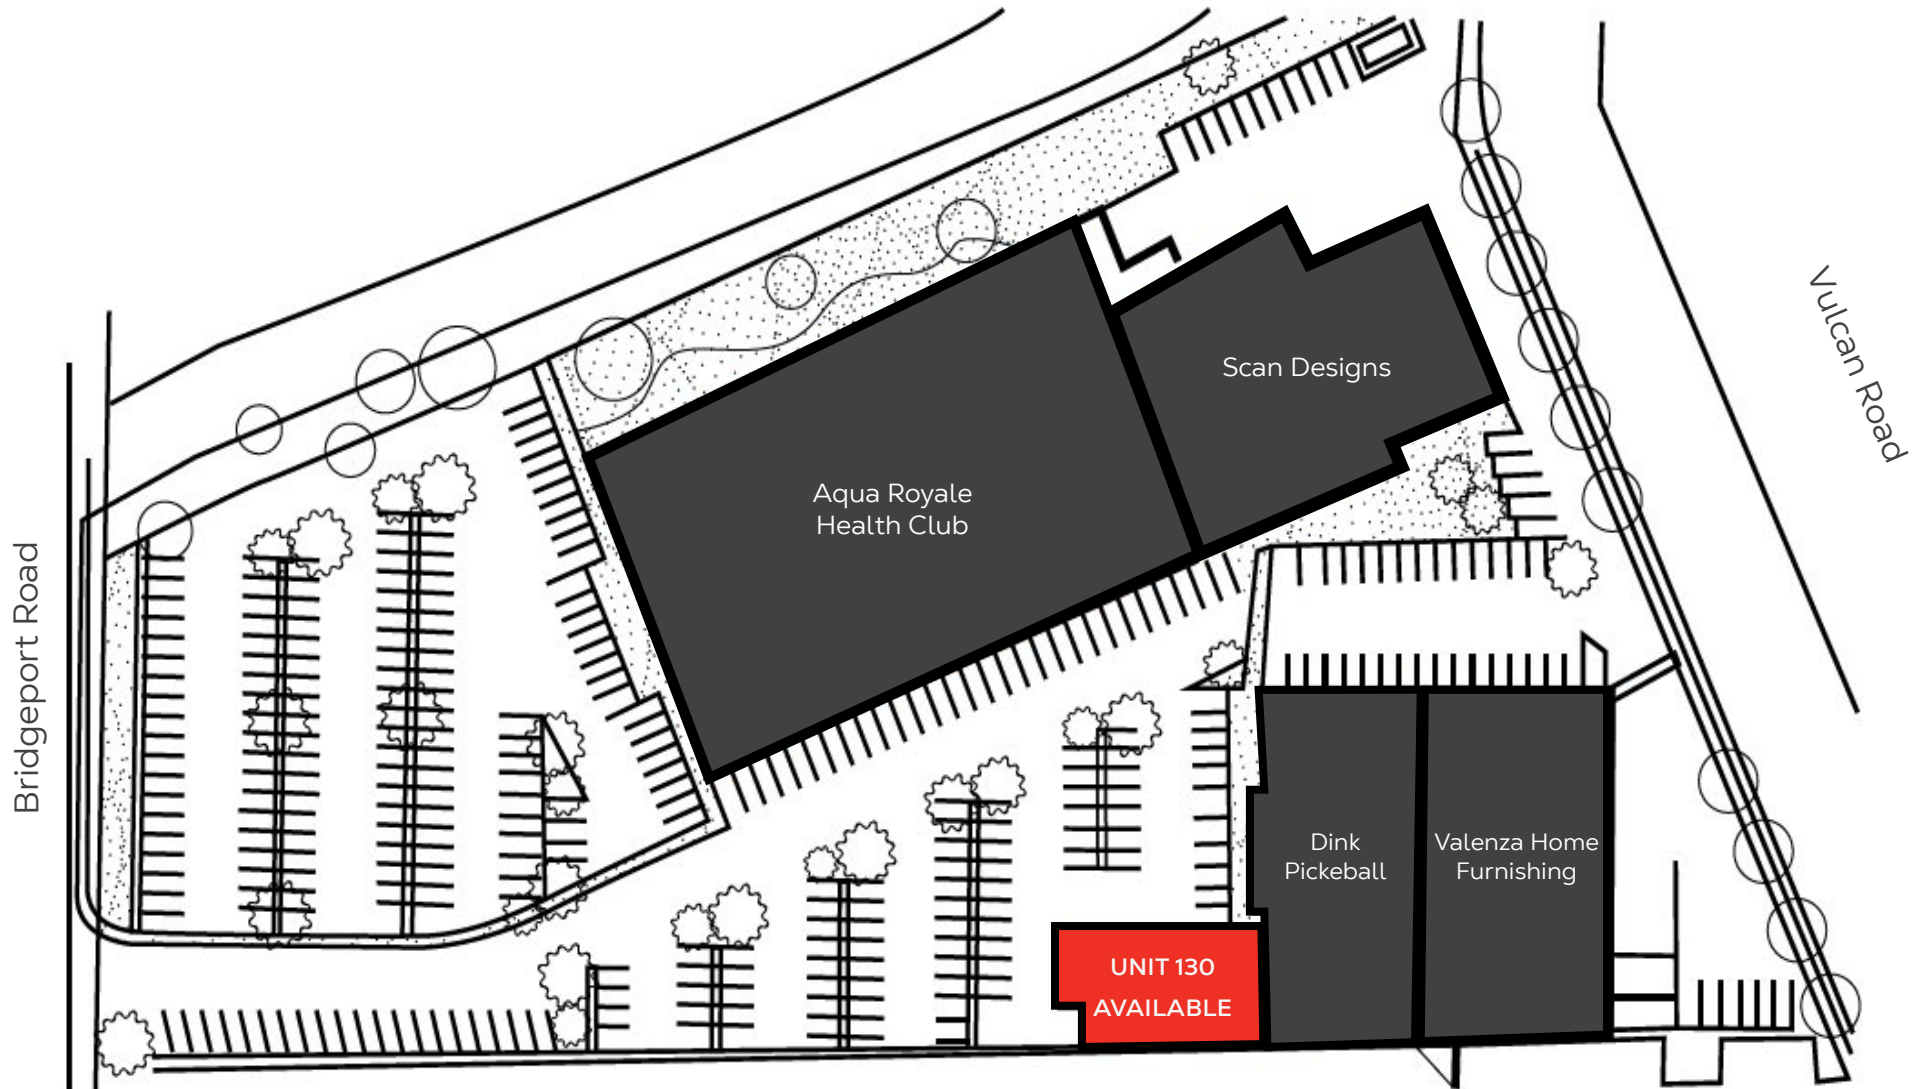 Vulcan Road
Scan Designs
Aqua Royale
Health Club
Bridgeport Road
Dink
Pickeball
Valenza Home
Furnishing
UNIT 130
AVAILABLE